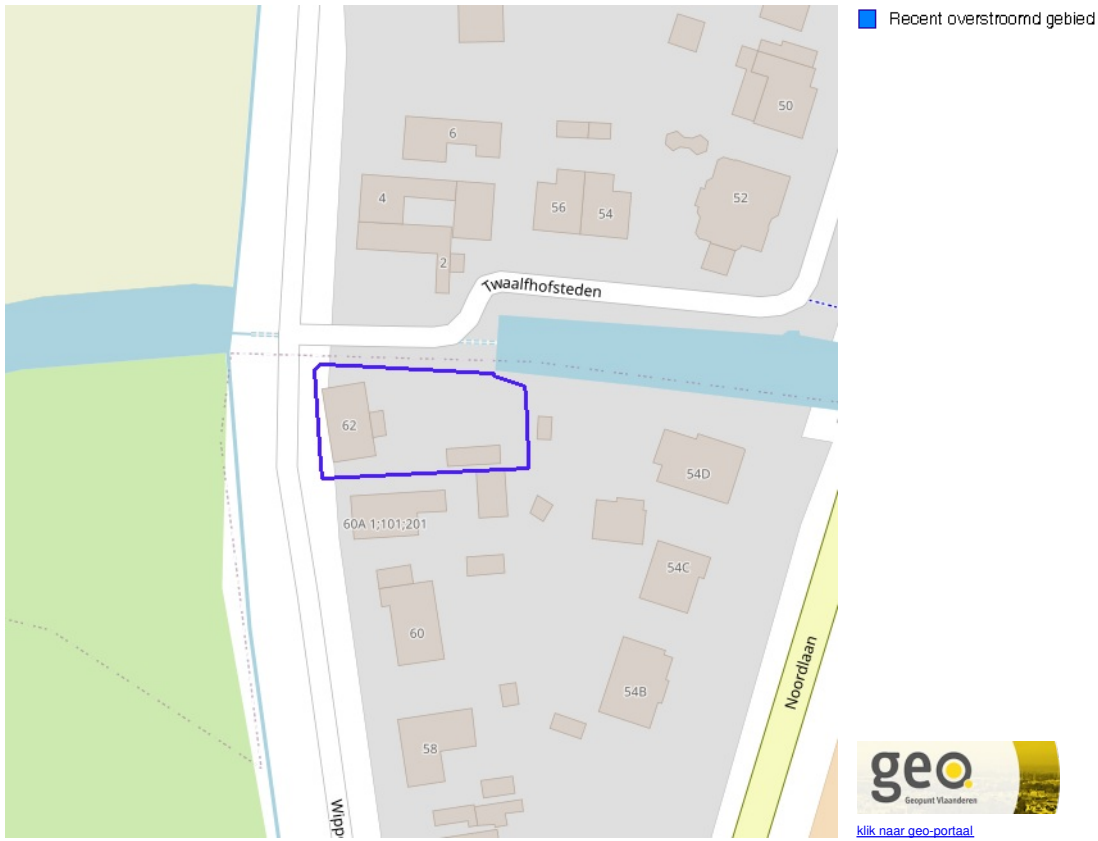 Recent overstroomd gebied
50
6
4
52
56
54
2
Twaalfhofsteden
62
54D
60A 1;101;201
54C
60
Noordlaan
54B
58
Wipp
geo
Geopunt Vlaanderen
klik naar geo-portaal